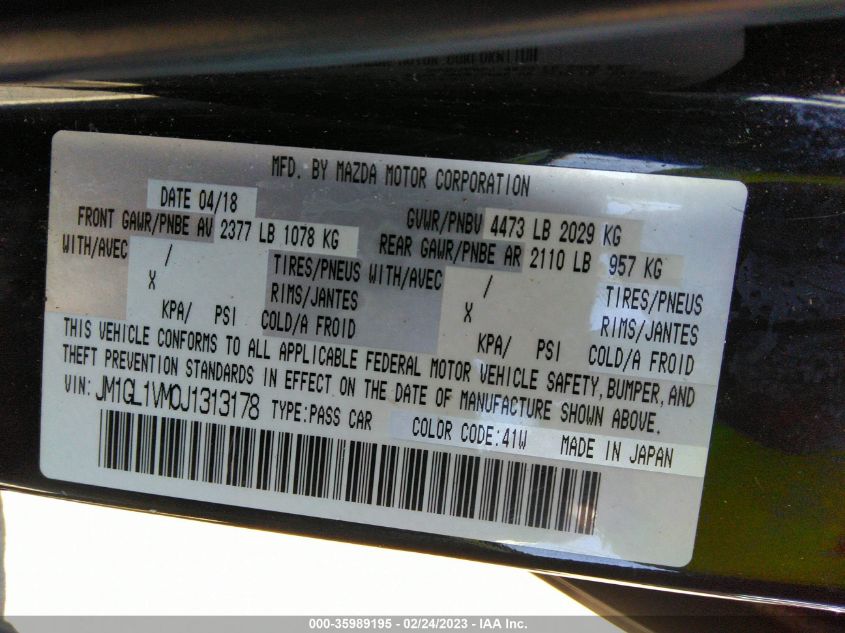 MFD. BY MAZDA MOTOR CORPORATION
DATE 04/18
GVWR/PNBV 4473 LB 2029 KG
FRONT GAWR/PNBE AV 2377 LB 1078 KG
REAR GAWR/PNBE AR 2110 LB 957 KG
WITH/AVEC / TIRES/PNEUS WITH/AVEC / TIRES/PNEUS
X RIMS/JANTES X RIMS/JANTES
KPA/ PSI COLD/A FROID KPA/ PSI COLD/A FROID
THIS VEHICLE CONFORMS TO ALL APPLICABLE FEDERAL MOTOR VEHICLE SAFETY, BUMPER, AND
THEFT PREVENTION STANDARDS IN EFFECT ON THE DATE OF MANUFACTURE SHOWN ABOVE.
VIN: JM1GL1VM0J1313178 TYPE:PASS CAR COLOR CODE:41W MADE IN JAPAN
000-35989195 - 02/24/2023 - IAA Inc.